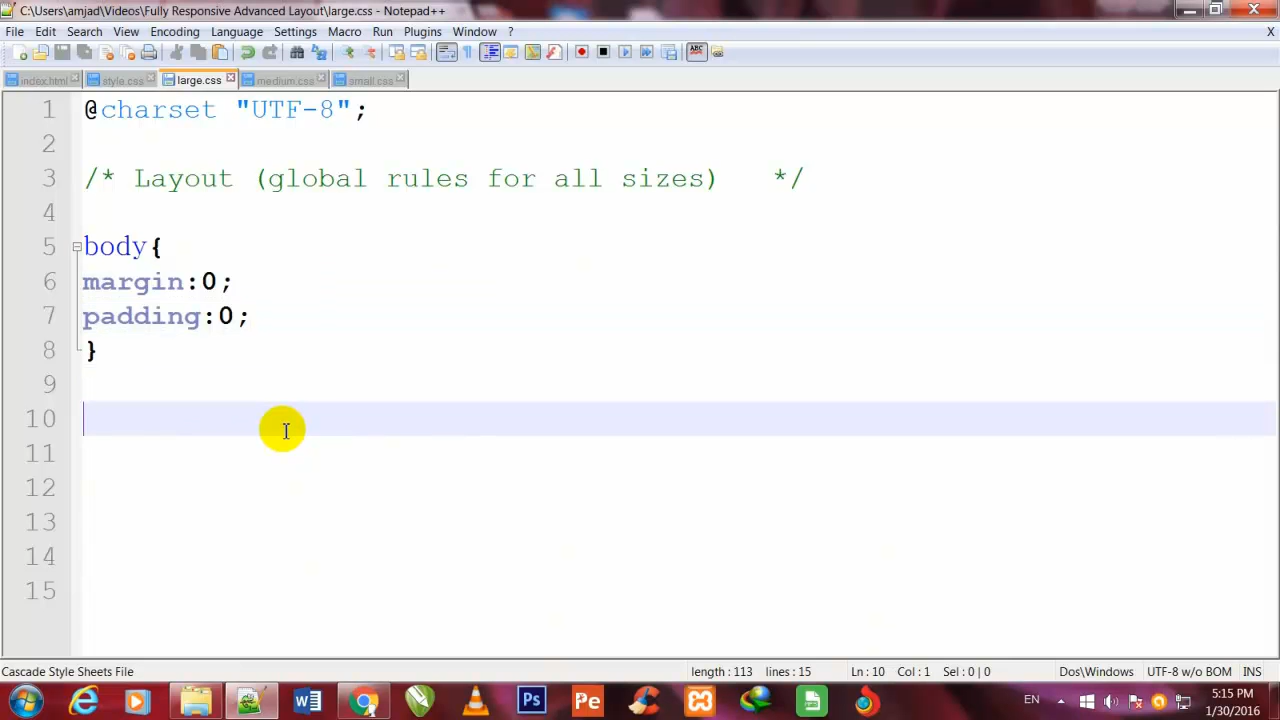 C:\Users\amjad\Videos\Fully Responsive Advanced Layout\large.css - Notepad++
File Edit Search View Encoding Language Settings Macro Run Plugins Window ? X
index.html style.css large.css medium.css small.css
1 @charset "UTF-8";
2
3 /* Layout (global rules for all sizes) */
4
5 body{
6 margin:0;
7 padding:0;
8 }
9
10
11
12
13
14
15
Cascade Style Sheets File length : 113 lines : 15 Ln : 10 Col : 1 Sel : 0 | 0 Dos\Windows UTF-8 w/o BOM INS
Ps Pe EN 5:15 PM
1/30/2016